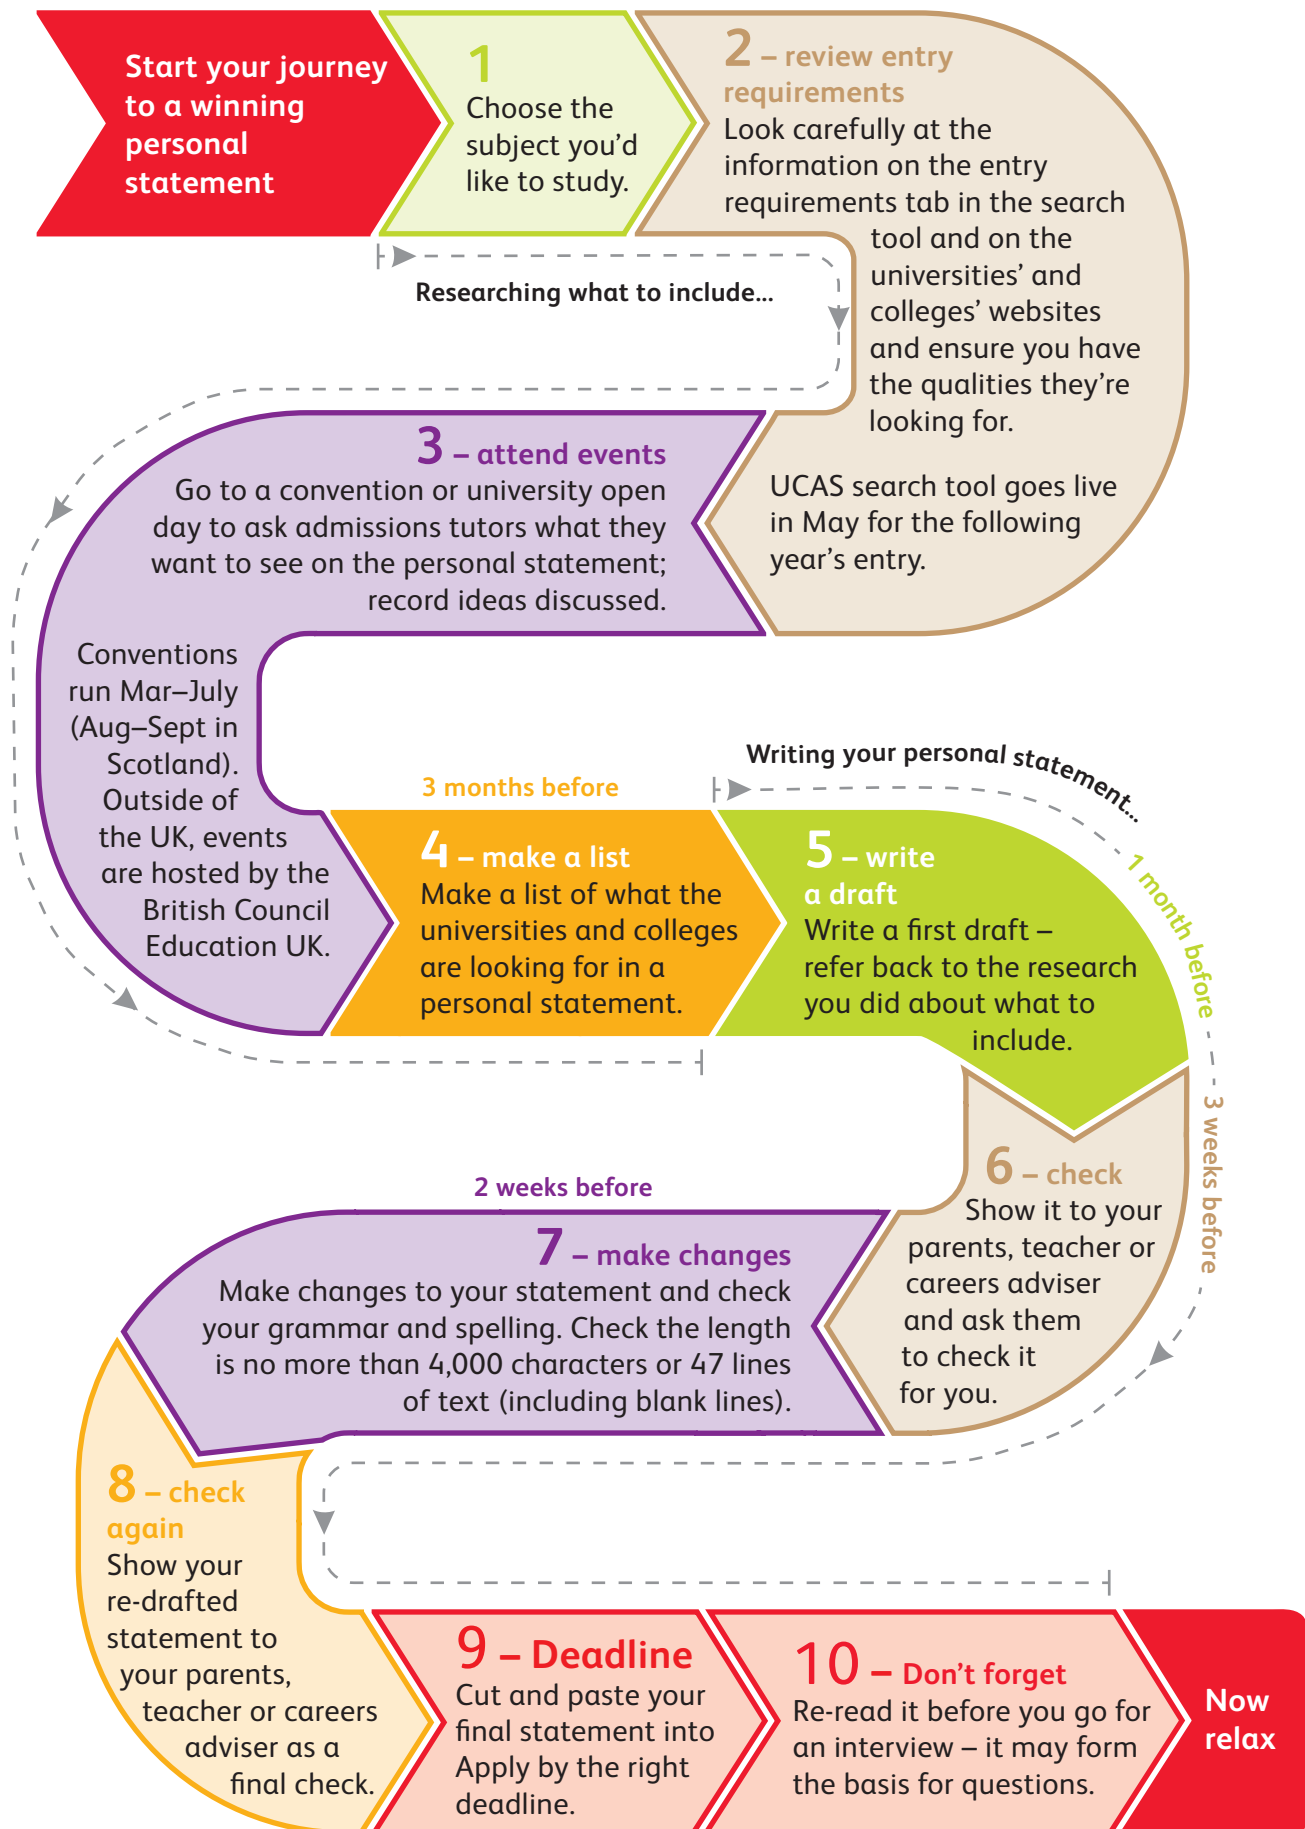 Start your journey
to a winning
personal
statement
1
Choose the
subject you'd
like to study.
2 – review entry
requirements
Look carefully at the
information on the entry
requirements tab in the search
tool and on the
universities' and
colleges' websites
and ensure you have
the qualities they're
looking for.
UCAS search tool goes live
in May for the following
year's entry.
Researching what to include...
3 – attend events
Go to a convention or university open
day to ask admissions tutors what they
want to see on the personal statement;
record ideas discussed.
Conventions
run Mar–July
(Aug–Sept in
Scotland).
Outside of
the UK, events
are hosted by the
British Council
Education UK.
3 months before
4 – make a list
Make a list of what the
universities and colleges
are looking for in a
personal statement.
Writing your personal statement...
1 month before
5 – write
a draft
Write a first draft –
refer back to the research
you did about what to
include.
3 weeks before
6 – check
Show it to your
parents, teacher or
careers adviser
and ask them
to check it
for you.
2 weeks before
7 – make changes
Make changes to your statement and check
your grammar and spelling. Check the length
is no more than 4,000 characters or 47 lines
of text (including blank lines).
8 – check
again
Show your
re-drafted
statement to
your parents,
teacher or careers
adviser as a
final check.
9 – Deadline
Cut and paste your
final statement into
Apply by the right
deadline.
10 – Don't forget
Re-read it before you go for
an interview – it may form
the basis for questions.
Now
relax